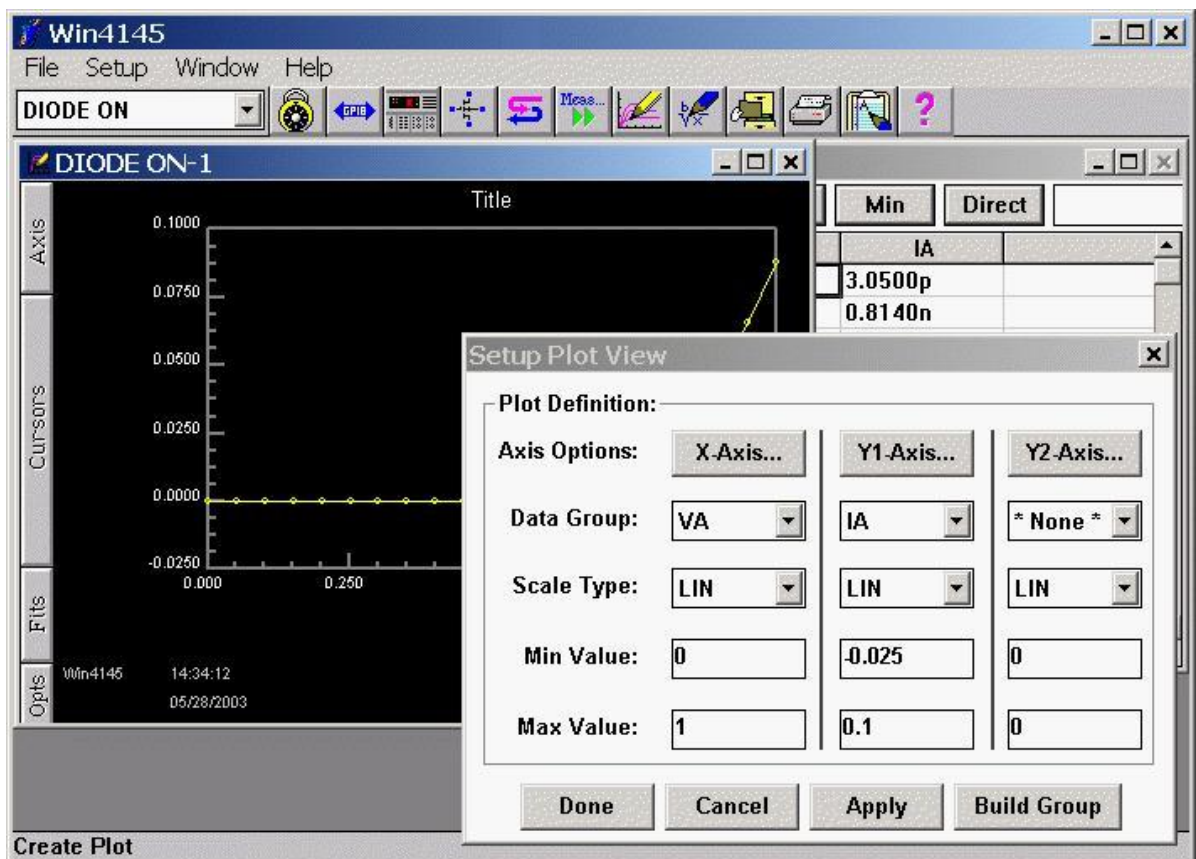 Win4145
File Setup Window Help
DIODE ON
GPIB
Meas...
?
DIODE ON-1
Min Direct
Axis
Cursors
Fits
Opts
Title
0.1000
0.0750
0.0500
0.0250
0.0000
-0.0250
0.000 0.250
Win4145 14:34:12
05/28/2003
IA
3.0500p
0.8140n
Setup Plot View
Plot Definition:
Axis Options: X-Axis... Y1-Axis... Y2-Axis...
Data Group: VA IA * None *
Scale Type: LIN LIN LIN
Min Value: 0 -0.025 0
Max Value: 1 0.1 0
Done Cancel Apply Build Group
Create Plot